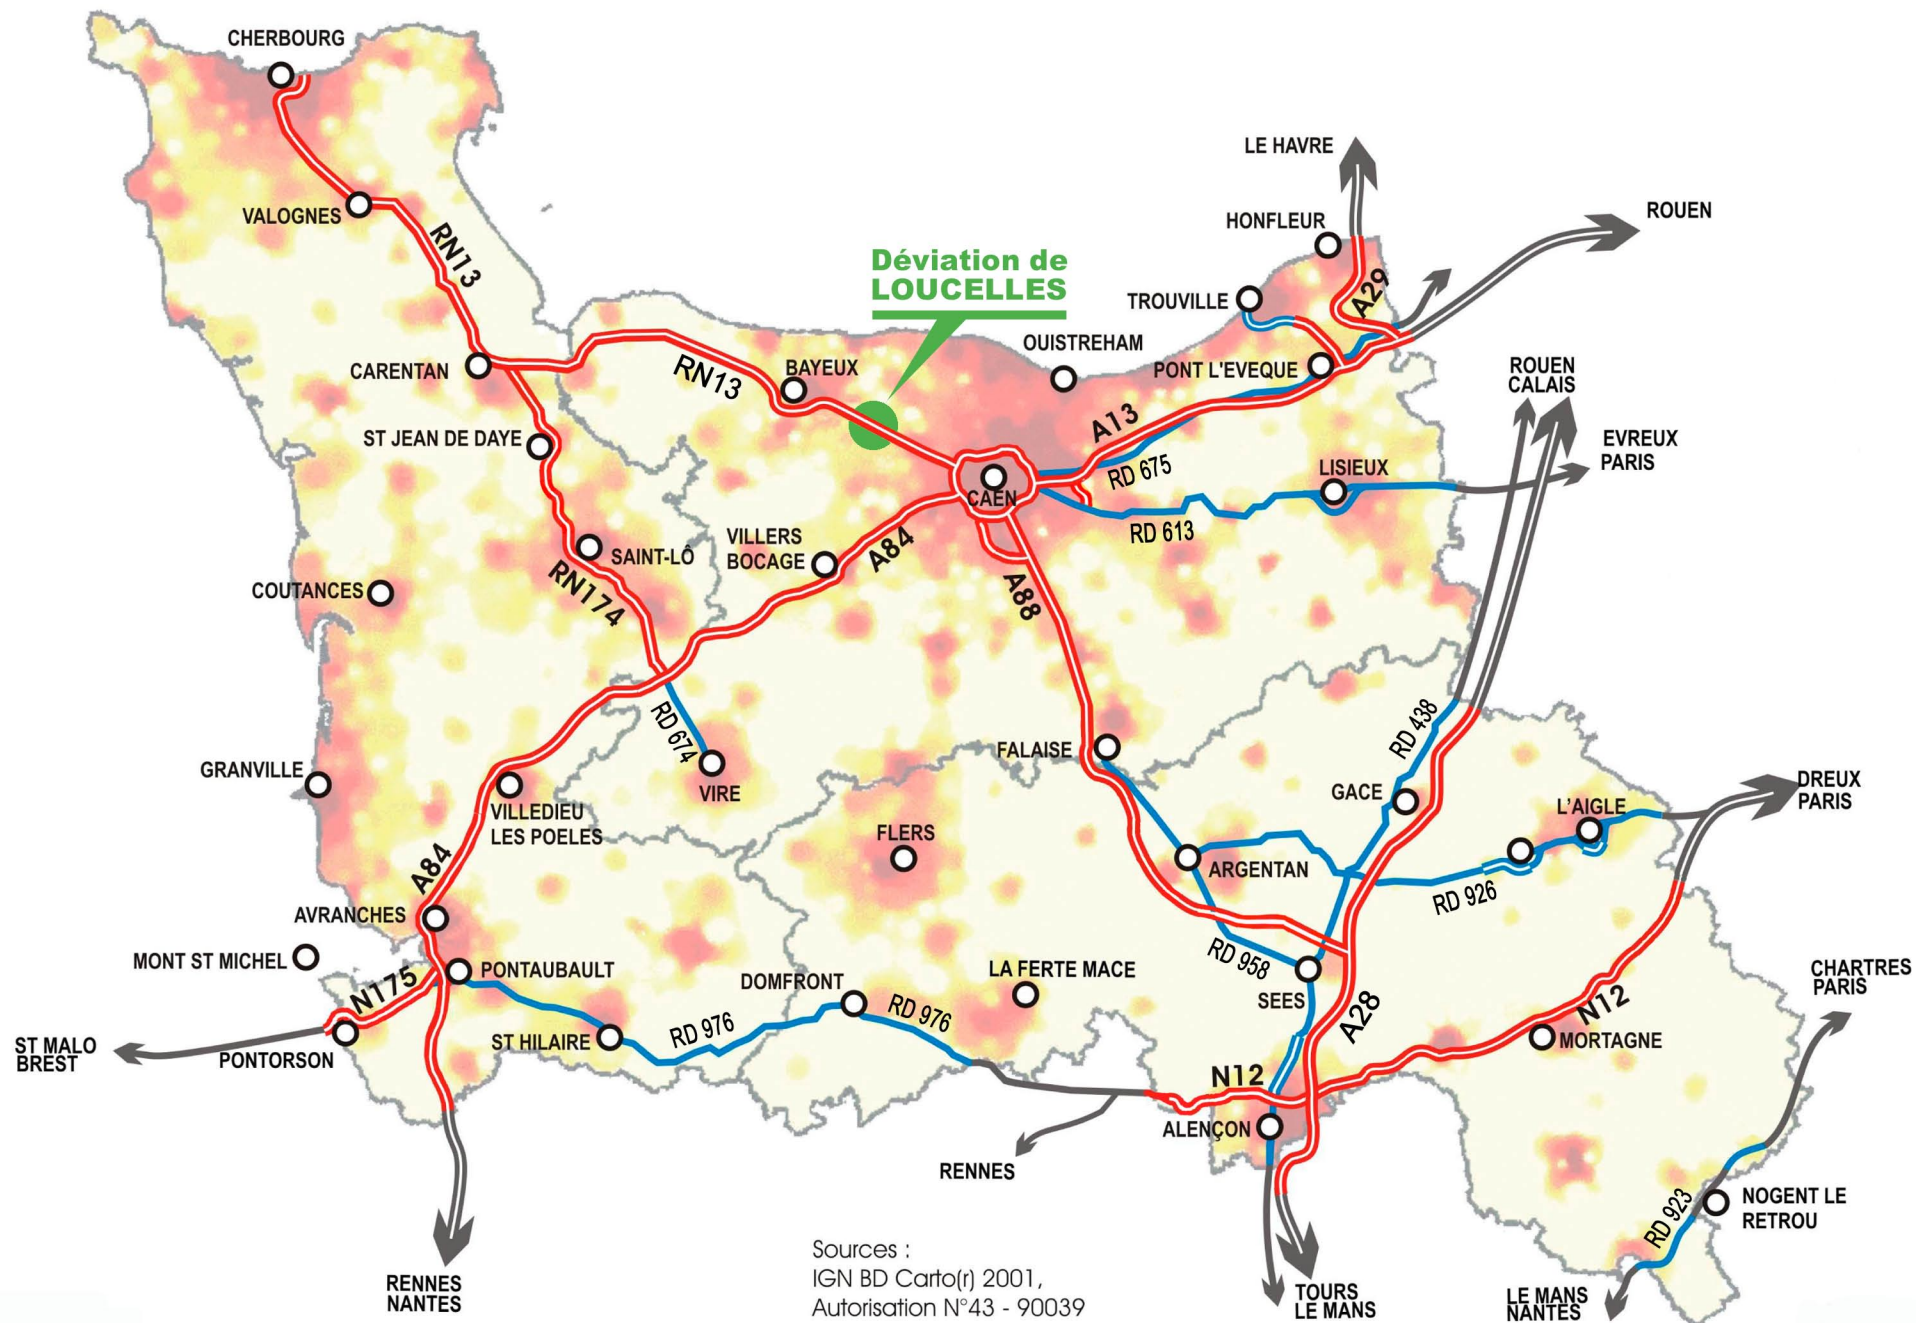 CHERBOURG
LE HAVRE
ROUEN
HONFLEUR
VALOGNES
RN13
Déviation de
LOUCELLES
A29
TROUVILLE
OUISTREHAM
CARENTAN
RN13
BAYEUX
PONT L'EVEQUE
ROUEN
CALAIS
A13
ST JEAN DE DAYE
EVREUX
PARIS
RD 675
LISIEUX
CAEN
RD 613
VILLERS
BOCAGE
A84
SAINT-LÔ
RN174
COUTANCES
A88
RD 674
RD 438
FALAISE
GRANVILLE
VIRE
VILLEDIEU
LES POELES
GACE
DREUX
PARIS
L'AIGLE
FLERS
A84
ARGENTAN
RD 926
AVRANCHES
MONT ST MICHEL
PONTAUBAULT
N175
RD 958
DOMFRONT
LA FERTE MACE
CHARTRES
PARIS
SEES
A28
N12
RD 976
RD 976
ST HILAIRE
MORTAGNE
ST MALO
BREST
PONTORSON
N12
ALENÇON
RENNES
NOGENT LE
RETROU
RD 923
Sources :
IGN BD Carto(r) 2001,
Autorisation N°43 - 90039
RENNES
NANTES
TOURS
LE MANS
LE MANS
NANTES